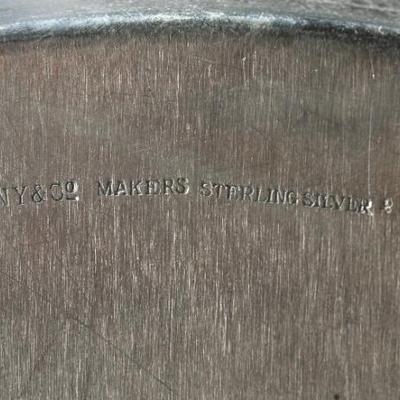 NY&Co. MAKERS STERLING SILVER